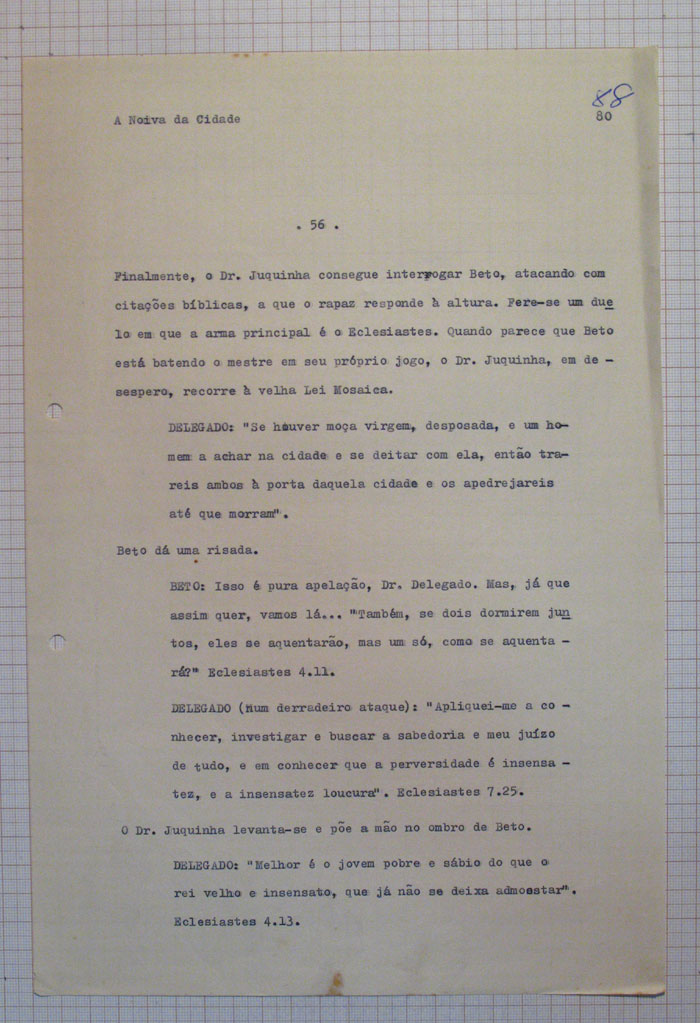 88
A Noiva da Cidade
80
. 56 .
Finalmente, o Dr. Juquinha consegue interrogar Beto, atacando com
citações bíblicas, a que o rapaz responde à altura. Fere-se um due
lo em que a arma principal é o Eclesiastes. Quando parece que Beto
está batendo o mestre em seu próprio jogo, o Dr. Juquinha, em de -
sespero, recorre à velha Lei Mosaica.
DELEGADO: "Se houver moça virgem, desposada, e um ho-
mem a achar na cidade e se deitar com ela, então tra-
reis ambos à porta daquela cidade e os apedrejareis
até que morram".
Beto dá uma risada.
BETO: Isso é pura apelação, Dr. Delegado. Mas, já que
assim quer, vamos lá... "Também, se dois dormirem jun
tos, eles se aquentarão, mas um só, como se aquenta -
rá?" Eclesiastes 4.11.
DELEGADO (Num derradeiro ataque): "Apliquei-me a co -
nhecer, investigar e buscar a sabedoria e meu juízo
de tudo, e em conhecer que a perversidade é insensa -
tez, e a insensatez loucura". Eclesiastes 7.25.
O Dr. Juquinha levanta-se e põe a mão no ombro de Beto.
DELEGADO: "Melhor é o jovem pobre e sábio do que o
rei velho e insensato, que já não se deixa admoestar".
Eclesiastes 4.13.